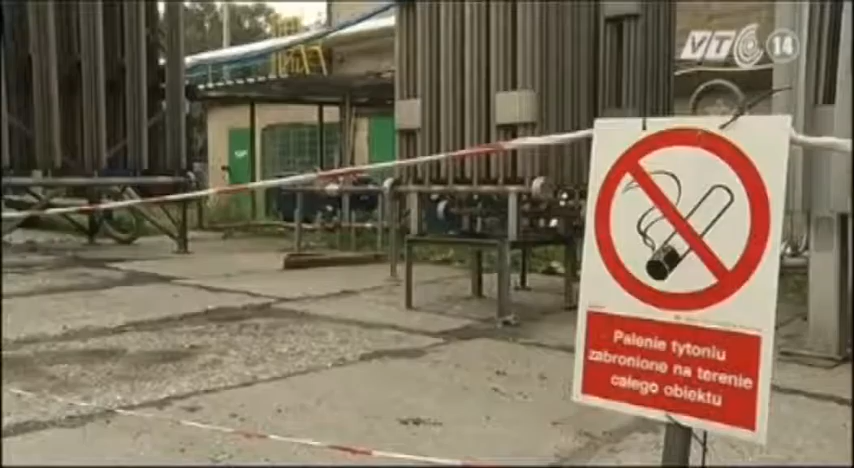 VTC 14
Palenie tytoniu
zabronione na terenie
całego obiektu